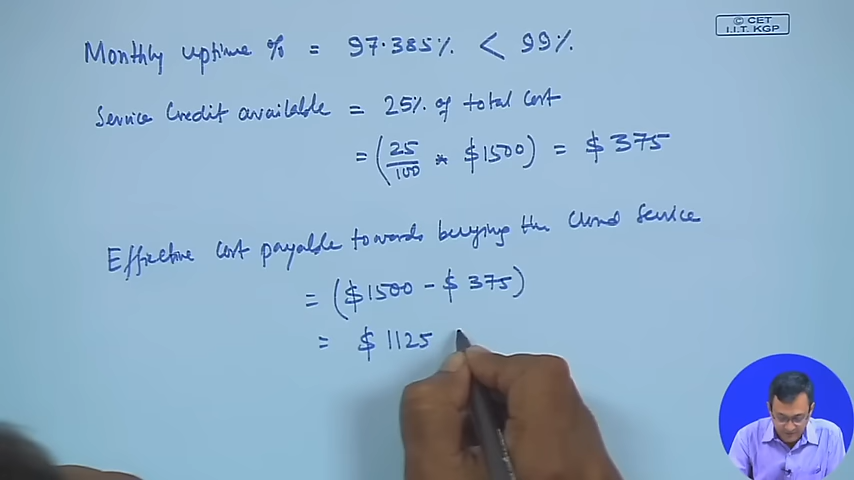 © CET
I.I.T. KGP
Monthly uptime % = 97.385% < 99%
Service Credit available = 25% of total cost
= (25/100 * $1500) = $375
Effective cost payable towards buying the cloud service
= ($1500 - $375)
= $1125